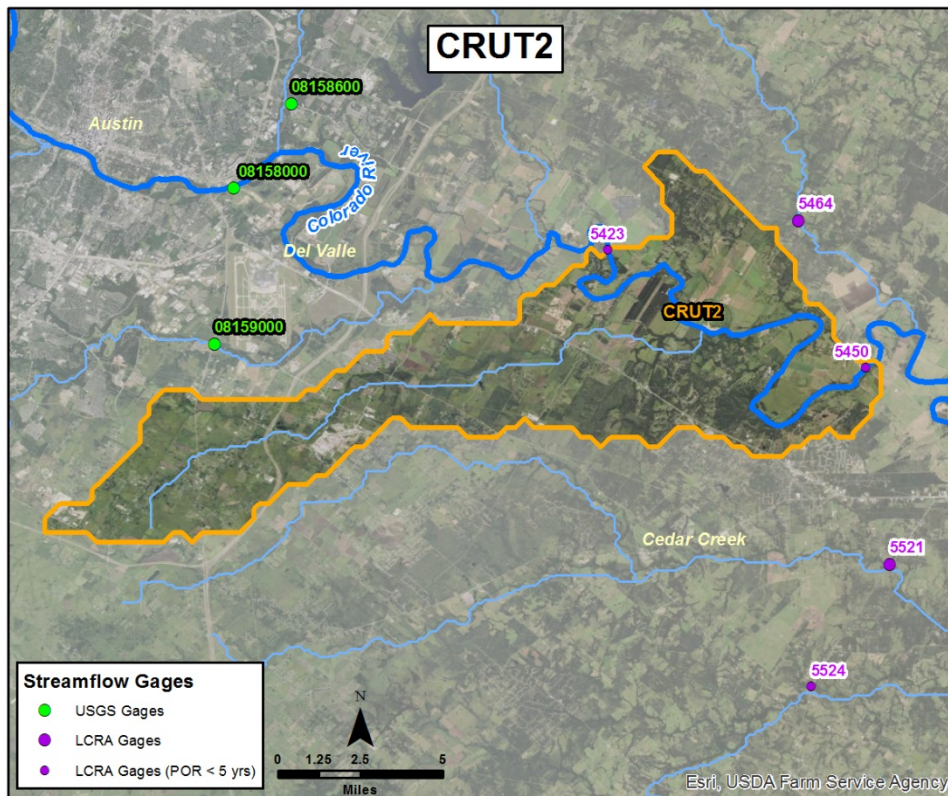 CRUT2
08158600
Austin
08158000
Colorado River
Del Valle
5464
5423
08159000
CRUT2
5450
Cedar Creek
5521
5524
Streamflow Gages
USGS Gages
LCRA Gages
LCRA Gages (POR < 5 yrs)
N
0 1.25 2.5 5
Miles
Esri, USDA Farm Service Agency